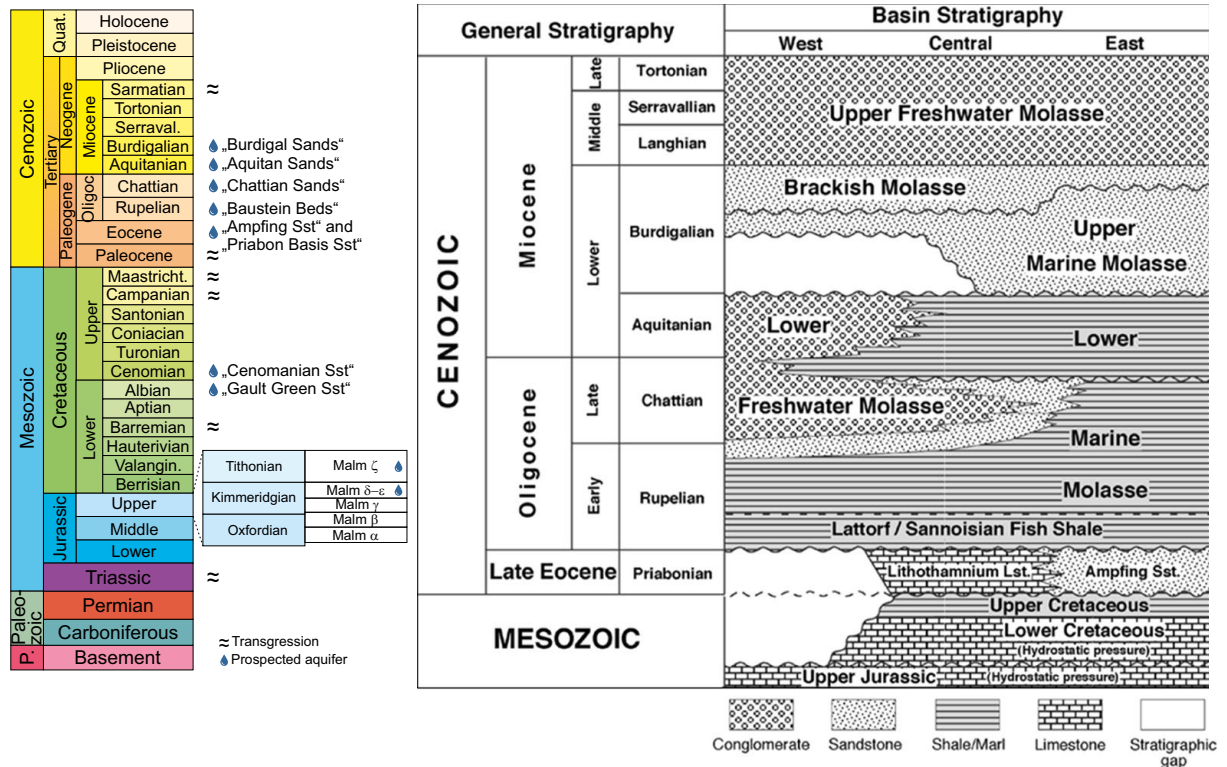 Cenozoic
Quat.
Holocene
Pleistocene
Tertiary
Neogene
Pliocene
Miocene
Sarmatian
≈
Tortonian
Serraval.
Burdigalian
„Burdigal Sands“
Aquitanian
„Aquitan Sands“
Paleogene
Oligoc
Chattian
„Chattian Sands“
Rupelian
„Baustein Beds“
Eocene
„Ampfing Sst“ and
„Priabon Basis Sst“
Paleocene
≈
Mesozoic
Cretaceous
Upper
Maastricht.
≈
Campanian
≈
Santonian
Coniacian
Turonian
Cenomian
„Cenomanian Sst“
Lower
Albian
„Gault Green Sst“
Aptian
Barremian
≈
Hauterivian
Valangin.
Berrisian
Jurassic
Upper
Middle
Lower
Tithonian
Malm ζ
Kimmeridgian
Malm δ–ε
Malm γ
Oxfordian
Malm β
Malm α
Triassic
≈
Paleo-
zoic
Permian
Carboniferous
P.
Basement
≈ Transgression
Prospected aquifer
General Stratigraphy
Basin Stratigraphy
West Central East
CENOZOIC
Miocene
Late
Tortonian
Middle
Serravallian
Langhian
Lower
Burdigalian
Aquitanian
Oligocene
Late
Chattian
Early
Rupelian
Late Eocene
Priabonian
MESOZOIC
Upper Freshwater Molasse
Brackish Molasse
Upper
Marine Molasse
Lower
Lower
Freshwater Molasse
Marine
Molasse
Lattorf / Sannoisian Fish Shale
Lithothamnium Lst.
Ampfing Sst.
Upper Cretaceous
Lower Cretaceous
(Hydrostatic pressure)
Upper Jurassic
(Hydrostatic pressure)
Conglomerate
Sandstone
Shale/Marl
Limestone
Stratigraphic
gap